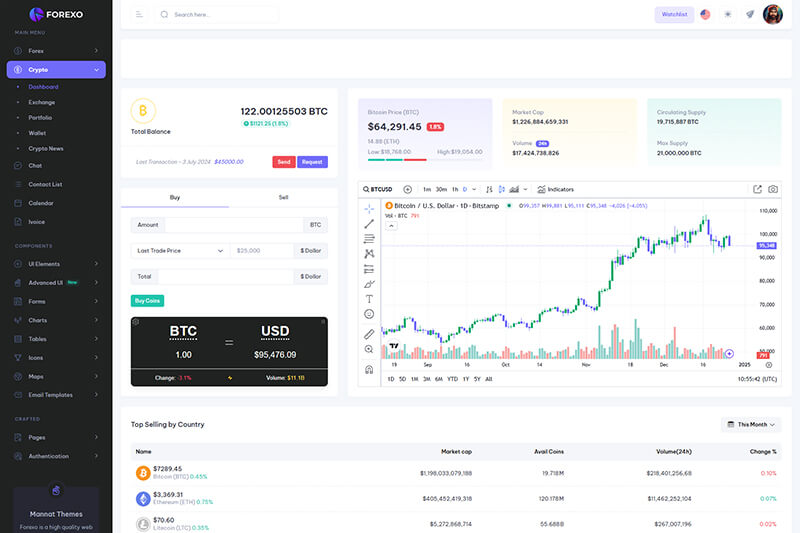 FOREXO
Search here...
Watchlist
MAIN MENU
Forex
Crypto
Dashboard
Exchange
Portfolio
Wallet
Crypto News
Chat
Contact List
Calendar
Ivoice
COMPONENTS
UI Elements
Advanced UI New
Forms
Charts
Tables
Icons
Maps
Email Templates
CRAFTED
Pages
Authentication
Mannat Themes
Forexo is a high quality web
Total Balance
122.00125503 BTC
$1121.25 (1.8%)
Last Transaction - 3 July 2024 $45000.00
Send Request
Buy Sell
Amount BTC
Last Trade Price $25,000 $ Dollar
Total $ Dollar
Buy Coins
BTC = USD
1.00 $95,476.09
Change: -3.1% Volume: $11.1B
Bitcoin Price (BTC)
$64,291.45 1.8%
14.8B (ETH)
Low:$18,768.00 High:$19,054.00
Market Cap
$1,226,884,659,331
Volume 24h
$17,424,738,826
Circulating Supply
19,715,887 BTC
Max Supply
21,000,000 BTC
BTCUSD 1m 30m 1h D Indicators
Bitcoin / U.S. Dollar · 1D · Bitstamp O99,357 H99,881 L95,111 C95,348 −4,026 (−4.05%)
Vol · BTC 791
110,000
100,000
95,348
90,000
80,000
70,000
60,000
50,000
791
19 Sep 16 Oct 14 Nov 18 Dec 16 2025
1D 5D 1M 3M 6M YTD 1Y 5Y All 10:55:42 (UTC)
Top Selling by Country
This Month
Name Market cap Avail Coins Volume(24h) Change %
$7289.45
Bitcoin (BTC) 0.45%
$1,198,033,079,188 19.718M $218,401,256,68 0.10%
$3,369.31
Ethereum (ETH) 0.75%
$405,452,419,318 120.178M $11,462,252,104 0.07%
$70.60
Litecoin (LTC) 0.35%
$5,272,868,714 55.688B $267,007,196 0.02%